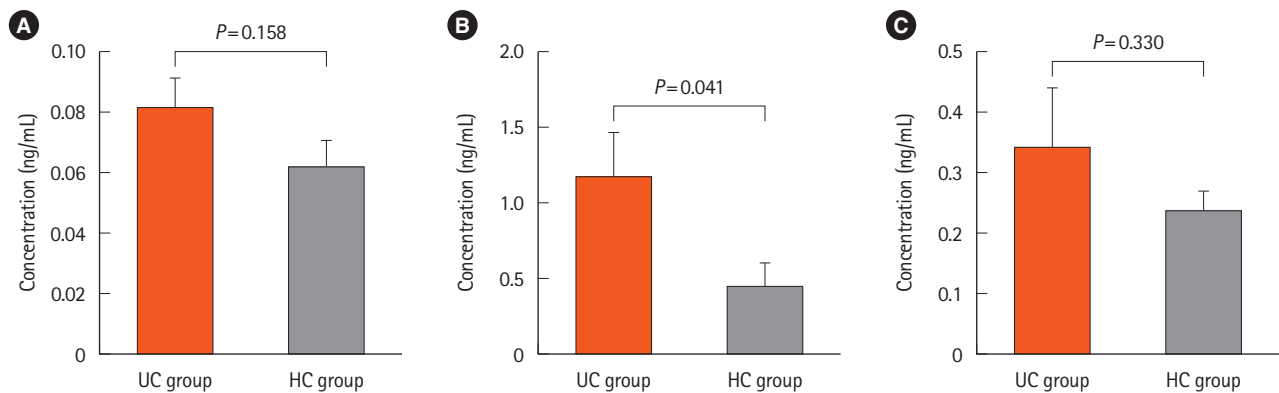 A
P=0.158
Concentration (ng/mL)
0.10
0.08
0.06
0.04
0.02
0
UC group
HC group
B
P=0.041
Concentration (ng/mL)
2.0
1.5
1.0
0.5
0
UC group
HC group
C
P=0.330
Concentration (ng/mL)
0.5
0.4
0.3
0.2
0.1
0
UC group
HC group